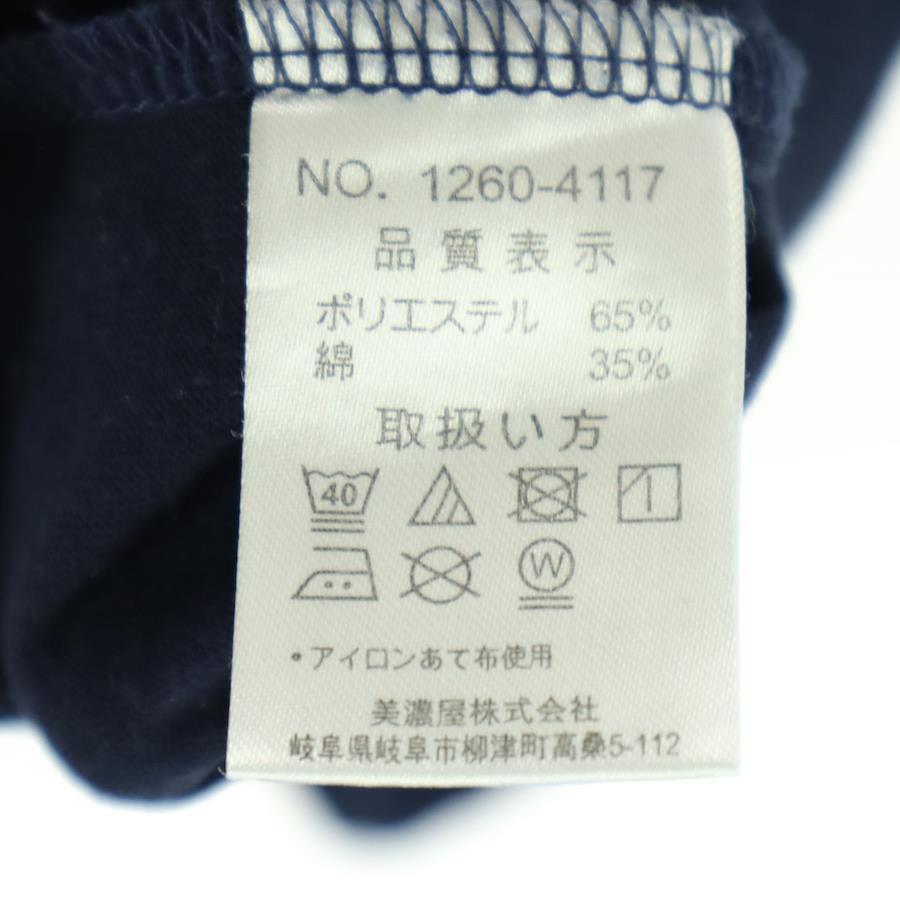 NO. 1260-4117
品質表示
ポリエステル 65%
綿 35%
取扱い方
40
W
・アイロンあて布使用
美濃屋株式会社
岐阜県岐阜市柳津町高桑5-112